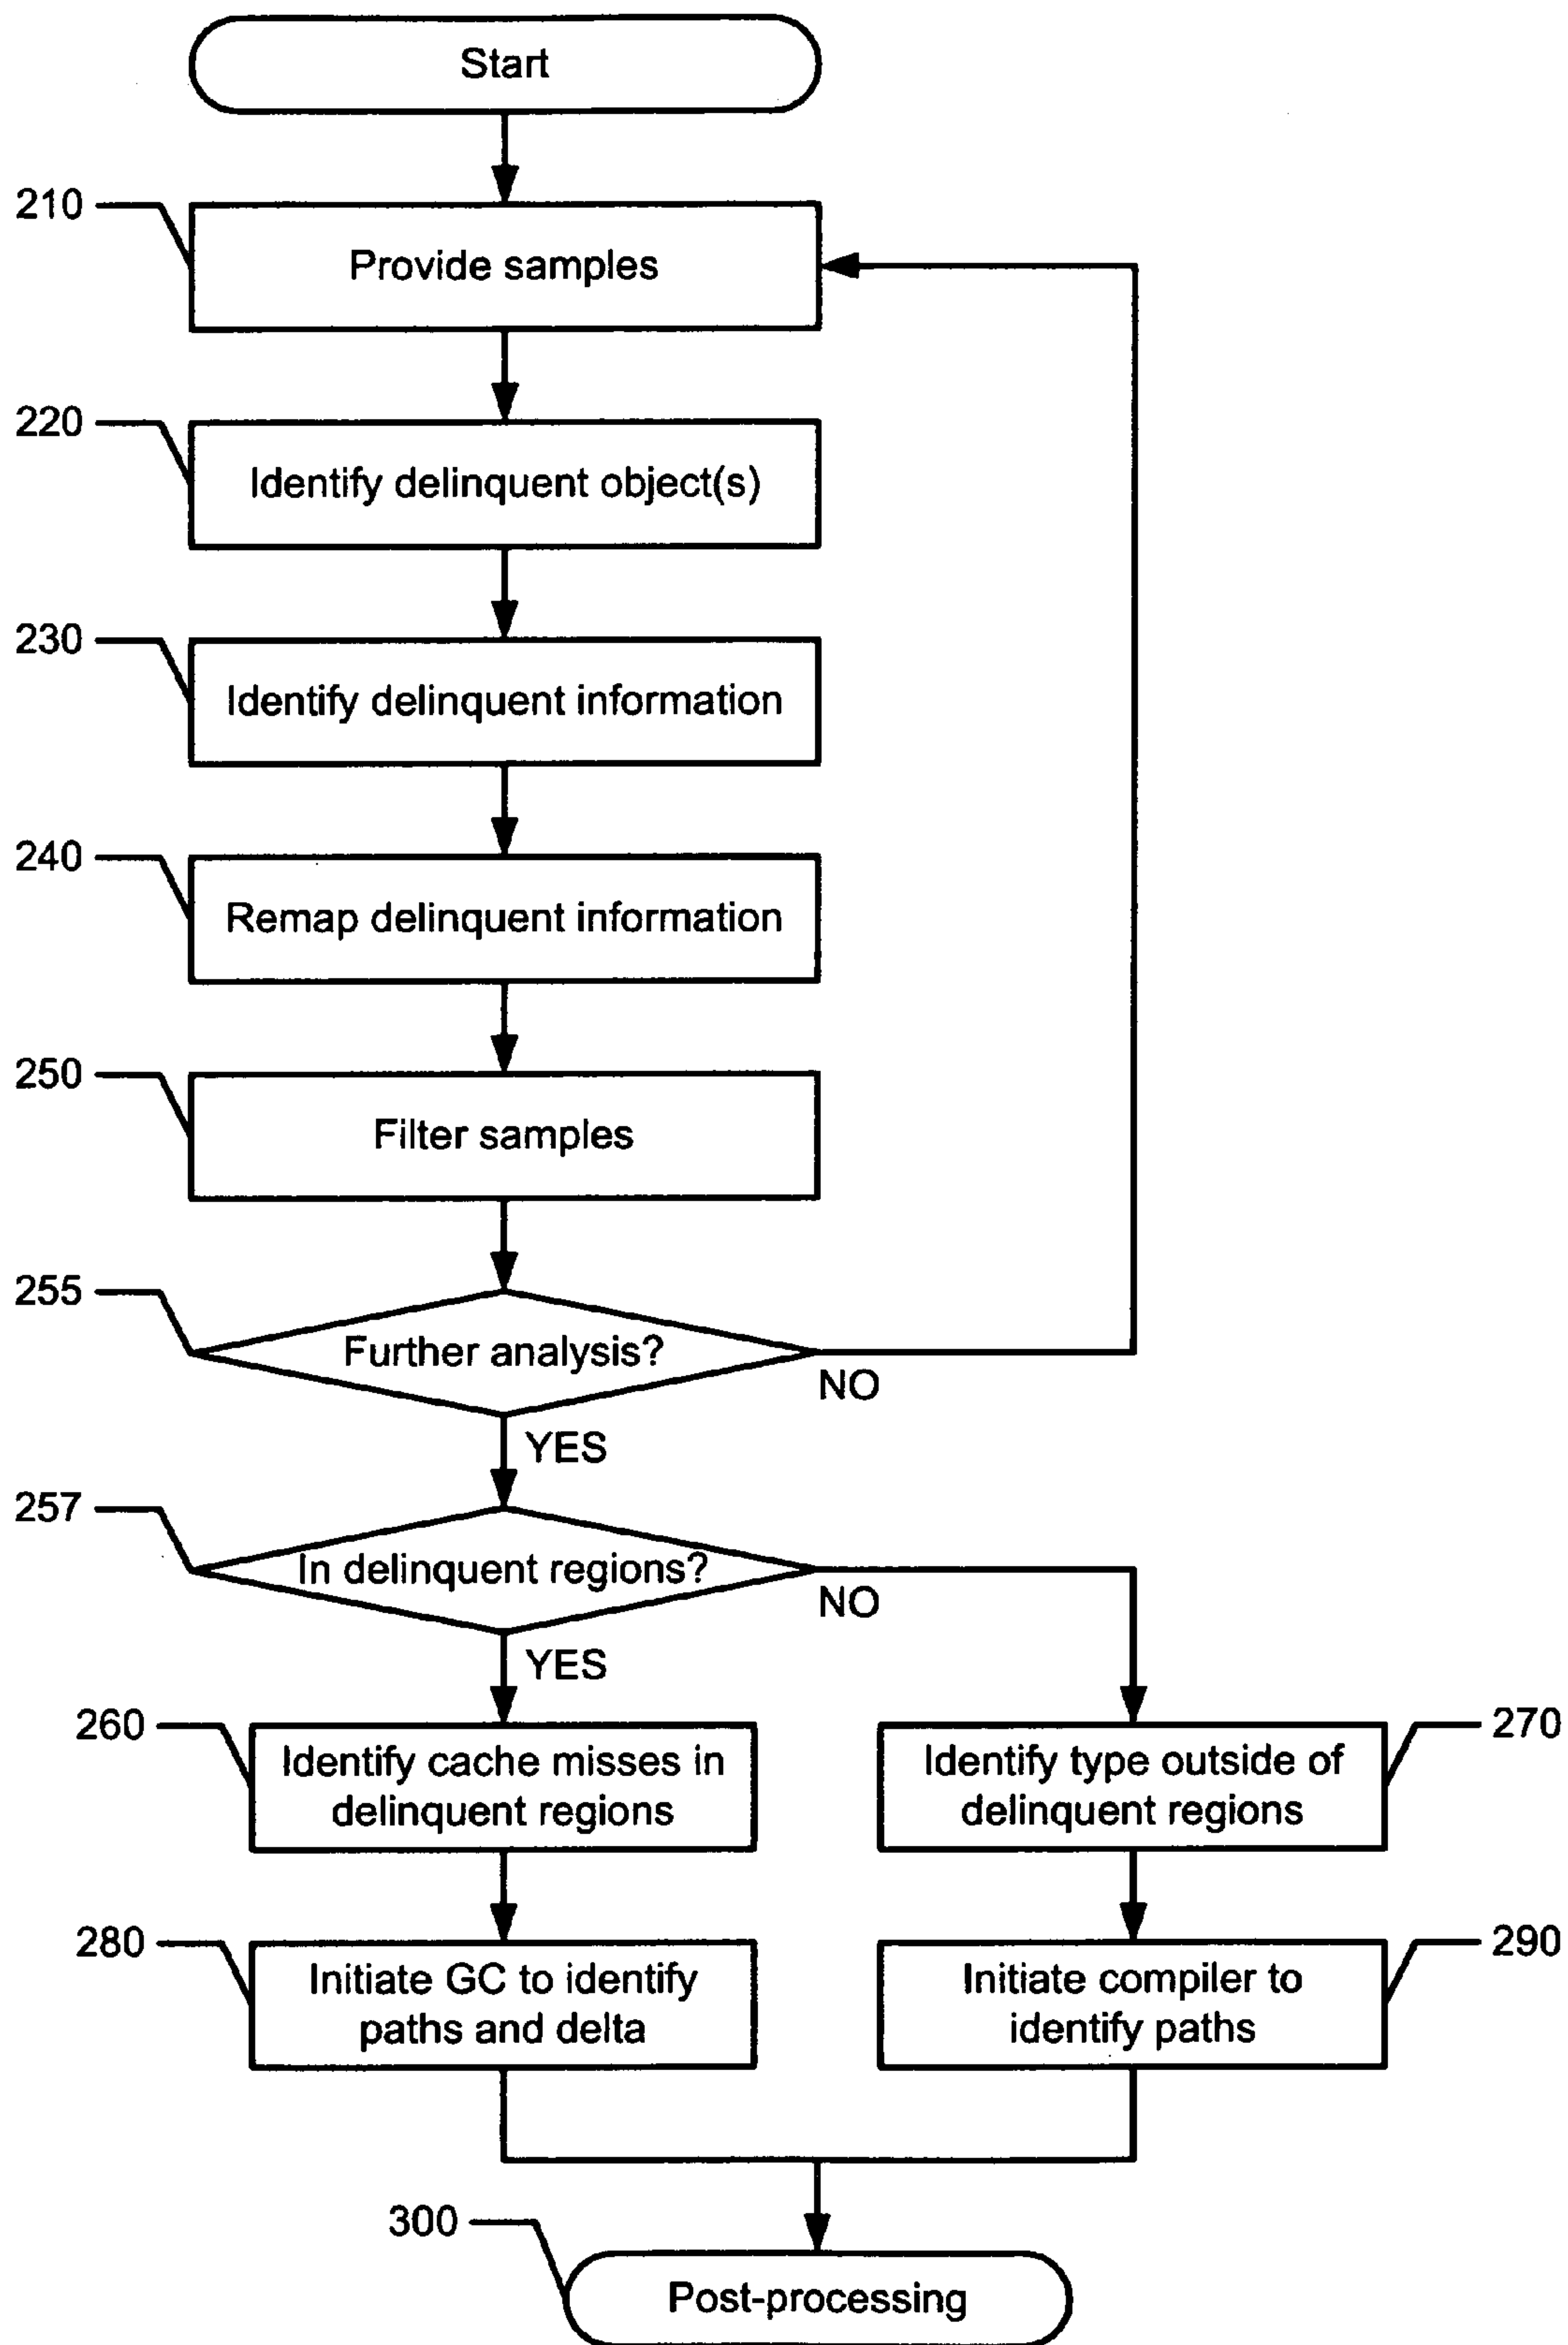 Start
210
Provide samples
220
Identify delinquent object(s)
230
Identify delinquent information
240
Remap delinquent information
250
Filter samples
255
Further analysis?
NO
YES
257
In delinquent regions?
NO
YES
260
Identify cache misses in
delinquent regions
270
Identify type outside of
delinquent regions
280
Initiate GC to identify
paths and delta
290
Initiate compiler to
identify paths
300
Post-processing